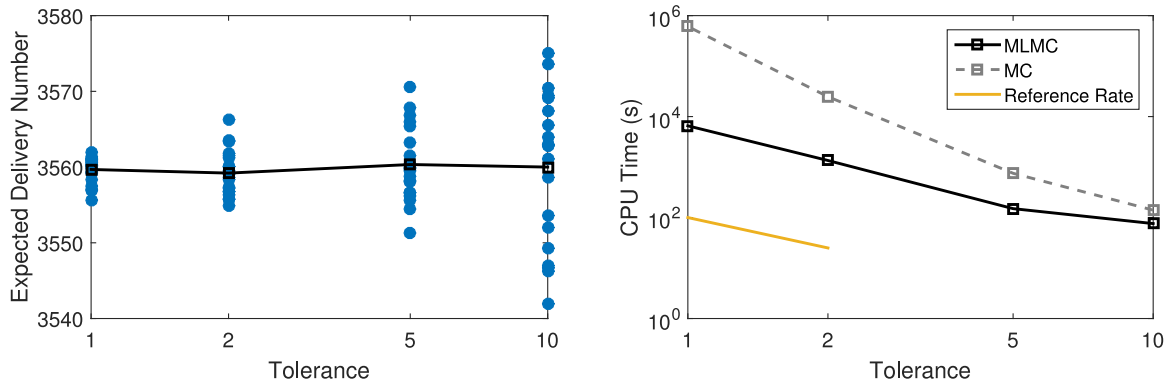 3580
3570
3560
3550
3540
1
2
5
10
Expected Delivery Number
Tolerance
10^6
10^4
10^2
10^0
1
2
5
10
CPU Time (s)
Tolerance
MLMC
MC
Reference Rate